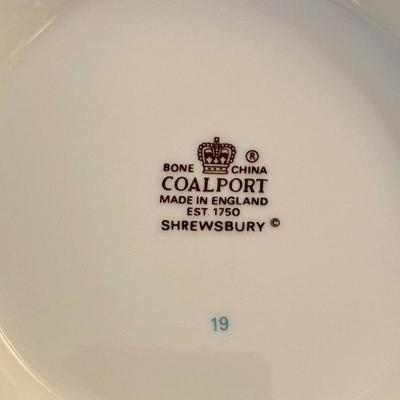 ®
BONE CHINA
COALPORT
MADE IN ENGLAND
EST. 1750
SHREWSBURY ©
19